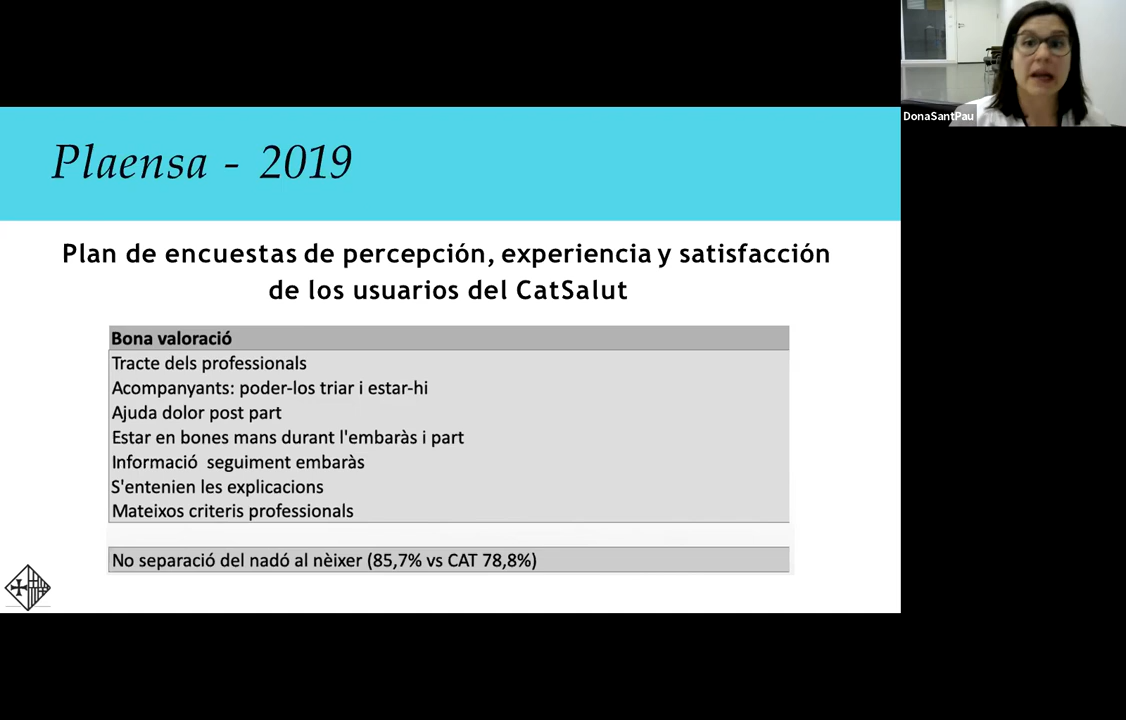 DonaSantPau
Plaensa - 2019
Plan de encuestas de percepción, experiencia y satisfacción
de los usuarios del CatSalut
Bona valoració
Tracte dels professionals
Acompanyants: poder-los triar i estar-hi
Ajuda dolor post part
Estar en bones mans durant l'embaràs i part
Informació seguiment embaràs
S'entenien les explicacions
Mateixos criteris professionals
No separació del nadó al nèixer (85,7% vs CAT 78,8%)